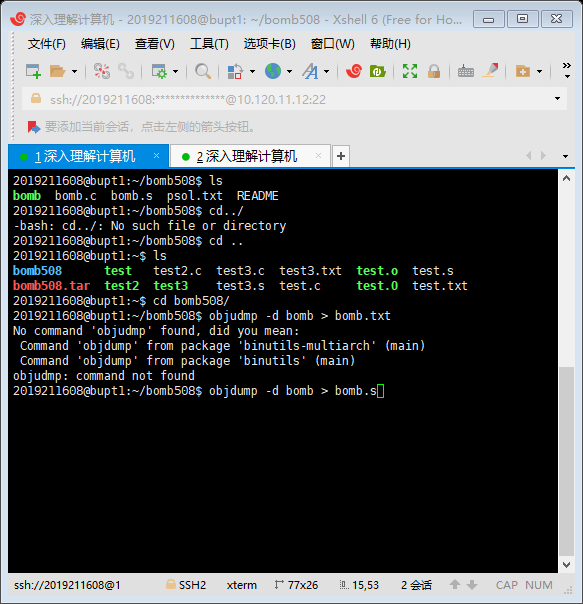 深入理解计算机 - 2019211608@bupt1: ~/bomb508 - Xshell 6 (Free for Ho...
文件(F) 编辑(E) 查看(V) 工具(T) 选项卡(B) 窗口(W) 帮助(H)
ssh://2019211608:**************@10.120.11.12:22
要添加当前会话，点击左侧的箭头按钮。
1 深入理解计算机 × 2 深入理解计算机 × +
2019211608@bupt1:~/bomb508$ ls
bomb bomb.c bomb.s psol.txt README
2019211608@bupt1:~/bomb508$ cd../
-bash: cd../: No such file or directory
2019211608@bupt1:~/bomb508$ cd ..
2019211608@bupt1:~$ ls
bomb508 test test2.c test3.c test3.txt test.o test.s
bomb508.tar test2 test3 test3.s test.c test.O test.txt
2019211608@bupt1:~$ cd bomb508/
2019211608@bupt1:~/bomb508$ objudmp -d bomb > bomb.txt
No command 'objudmp' found, did you mean:
Command 'objdump' from package 'binutils-multiarch' (main)
Command 'objdump' from package 'binutils' (main)
objudmp: command not found
2019211608@bupt1:~/bomb508$ objdump -d bomb > bomb.s
ssh://2019211608@1 SSH2 xterm 77x26 15,53 2 会话 CAP NUM